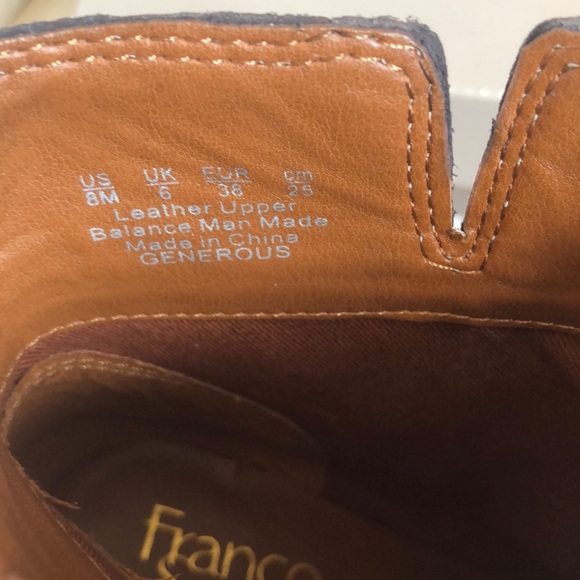 US UK EUR cm
8M 6 38 25
Leather Upper
Balance Man Made
Made in China
GENEROUS
Franco